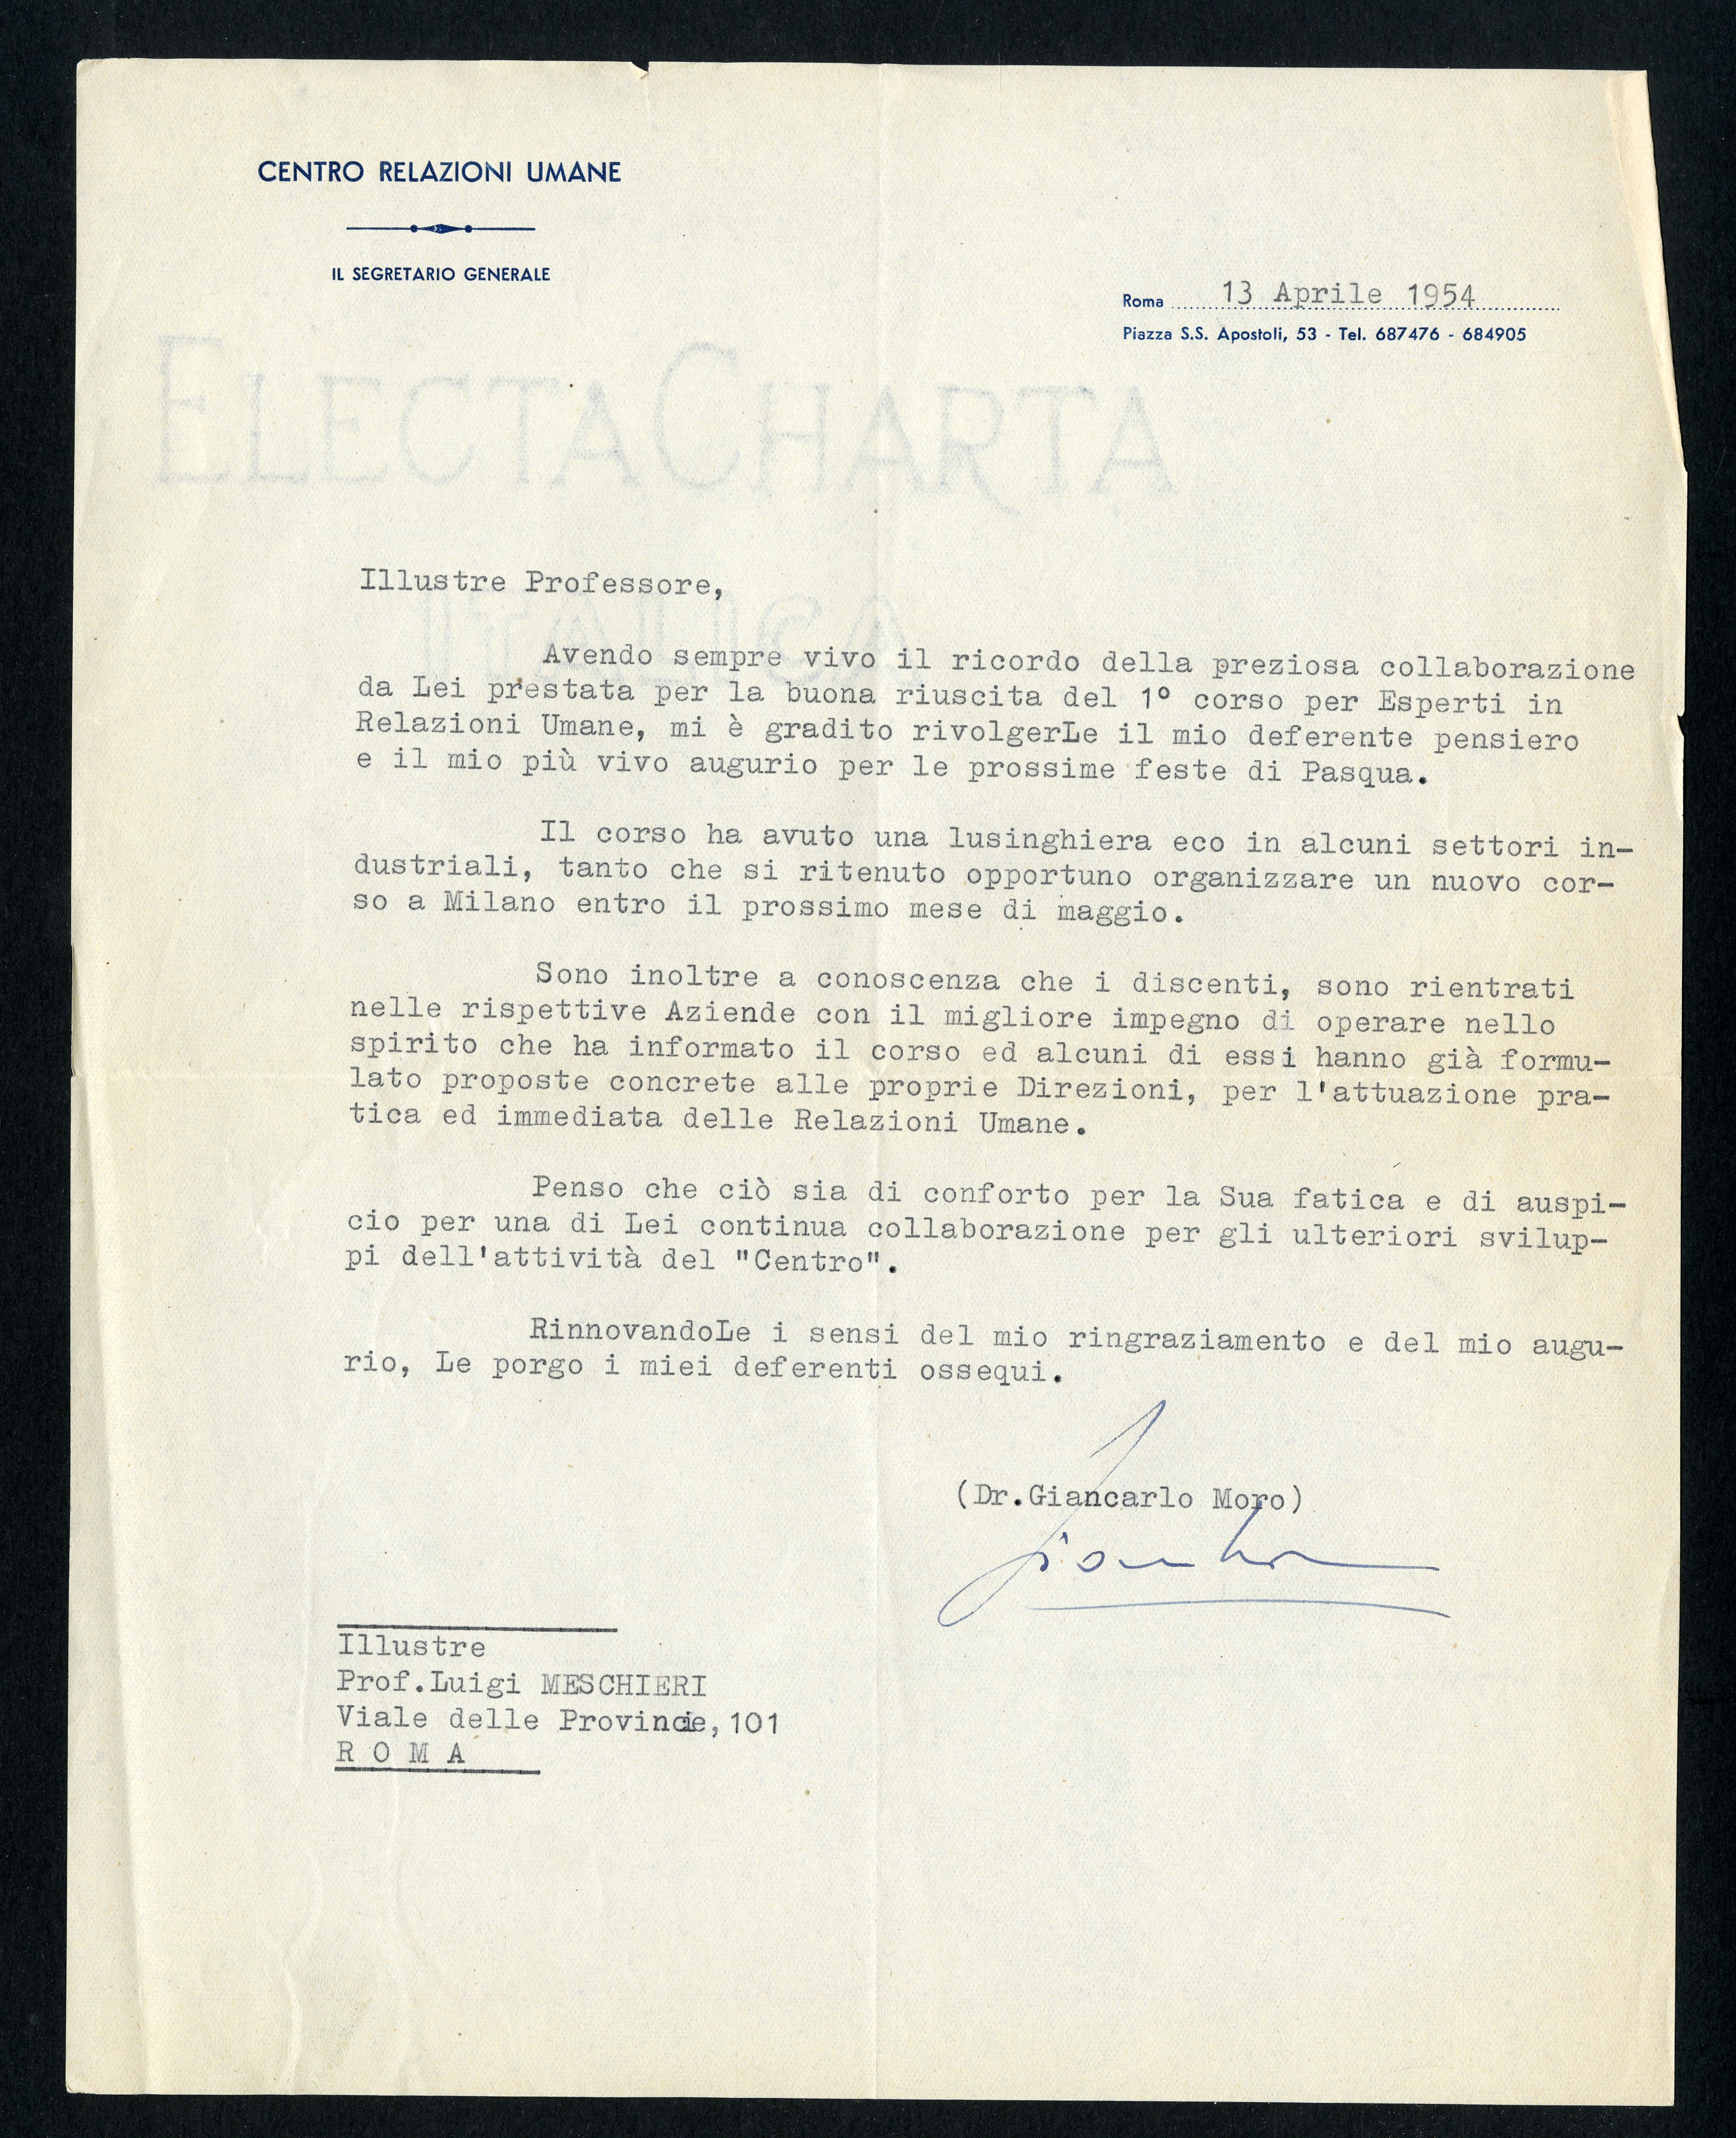 CENTRO RELAZIONI UMANE
IL SEGRETARIO GENERALE
Roma 13 Aprile 1954
Piazza S.S. Apostoli, 53 - Tel. 687476 - 684905
ELECTA CHARTA
ITALICA
Illustre Professore,
Avendo sempre vivo il ricordo della preziosa collaborazione
da Lei prestata per la buona riuscita del 1° corso per Esperti in
Relazioni Umane, mi è gradito rivolgerLe il mio deferente pensiero
e il mio più vivo augurio per le prossime feste di Pasqua.
Il corso ha avuto una lusinghiera eco in alcuni settori in-
dustriali, tanto che si ritenuto opportuno organizzare un nuovo cor-
so a Milano entro il prossimo mese di maggio.
Sono inoltre a conoscenza che i discenti, sono rientrati
nelle rispettive Aziende con il migliore impegno di operare nello
spirito che ha informato il corso ed alcuni di essi hanno già formu-
lato proposte concrete alle proprie Direzioni, per l'attuazione pra-
tica ed immediata delle Relazioni Umane.
Penso che ciò sia di conforto per la Sua fatica e di auspi-
cio per una di Lei continua collaborazione per gli ulteriori svilup-
pi dell'attività del "Centro".
RinnovandoLe i sensi del mio ringraziamento e del mio augu-
rio, Le porgo i miei deferenti ossequi.
(Dr.Giancarlo Moro)
Illustre
Prof.Luigi MESCHIERI
Viale delle Provincie,101
R O M A